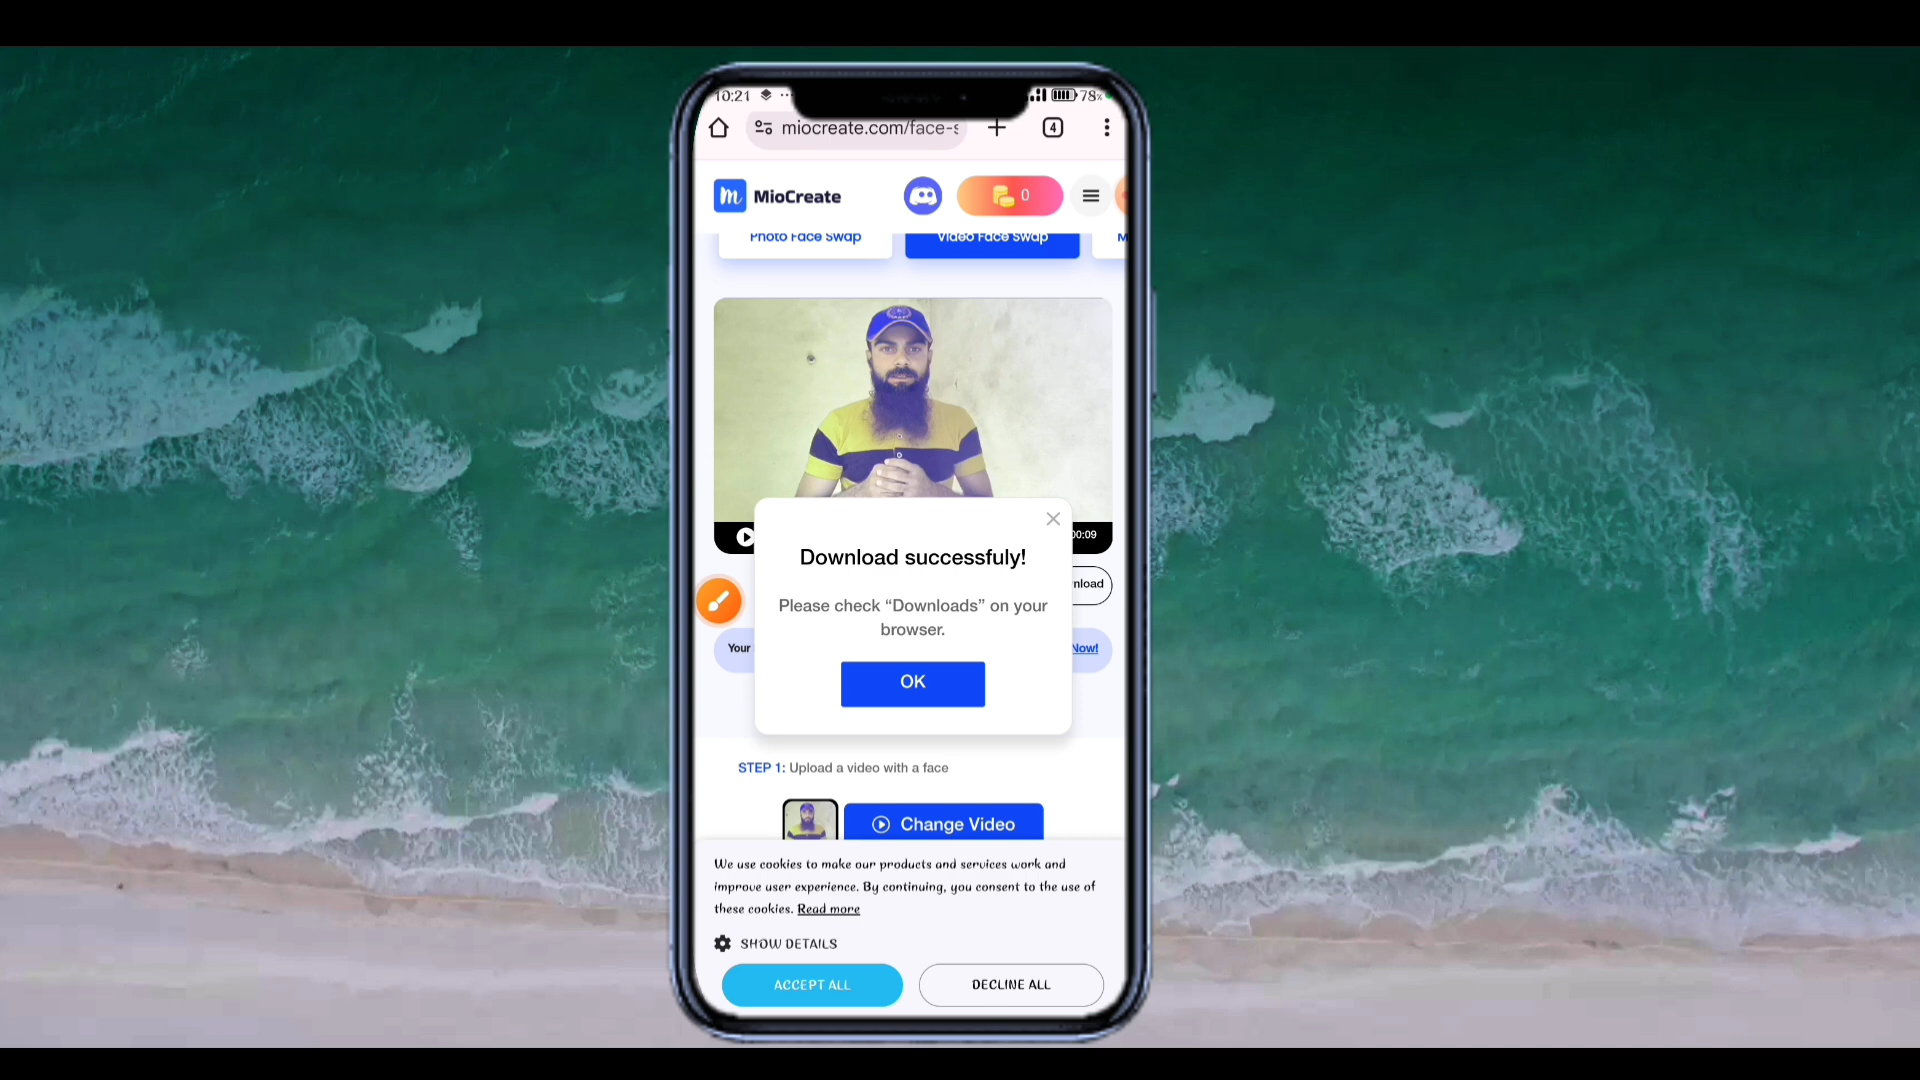 10:21 78%
miocreate.com/face-s 4
MioCreate 0
Photo Face Swap Video Face Swap M
00:09
Download successfuly!
nload
Please check “Downloads” on your
browser.
Your Now!
OK
STEP 1: Upload a video with a face
Change Video
We use cookies to make our products and services work and
improve user experience. By continuing, you consent to the use of
these cookies. Read more
SHOW DETAILS
ACCEPT ALL DECLINE ALL